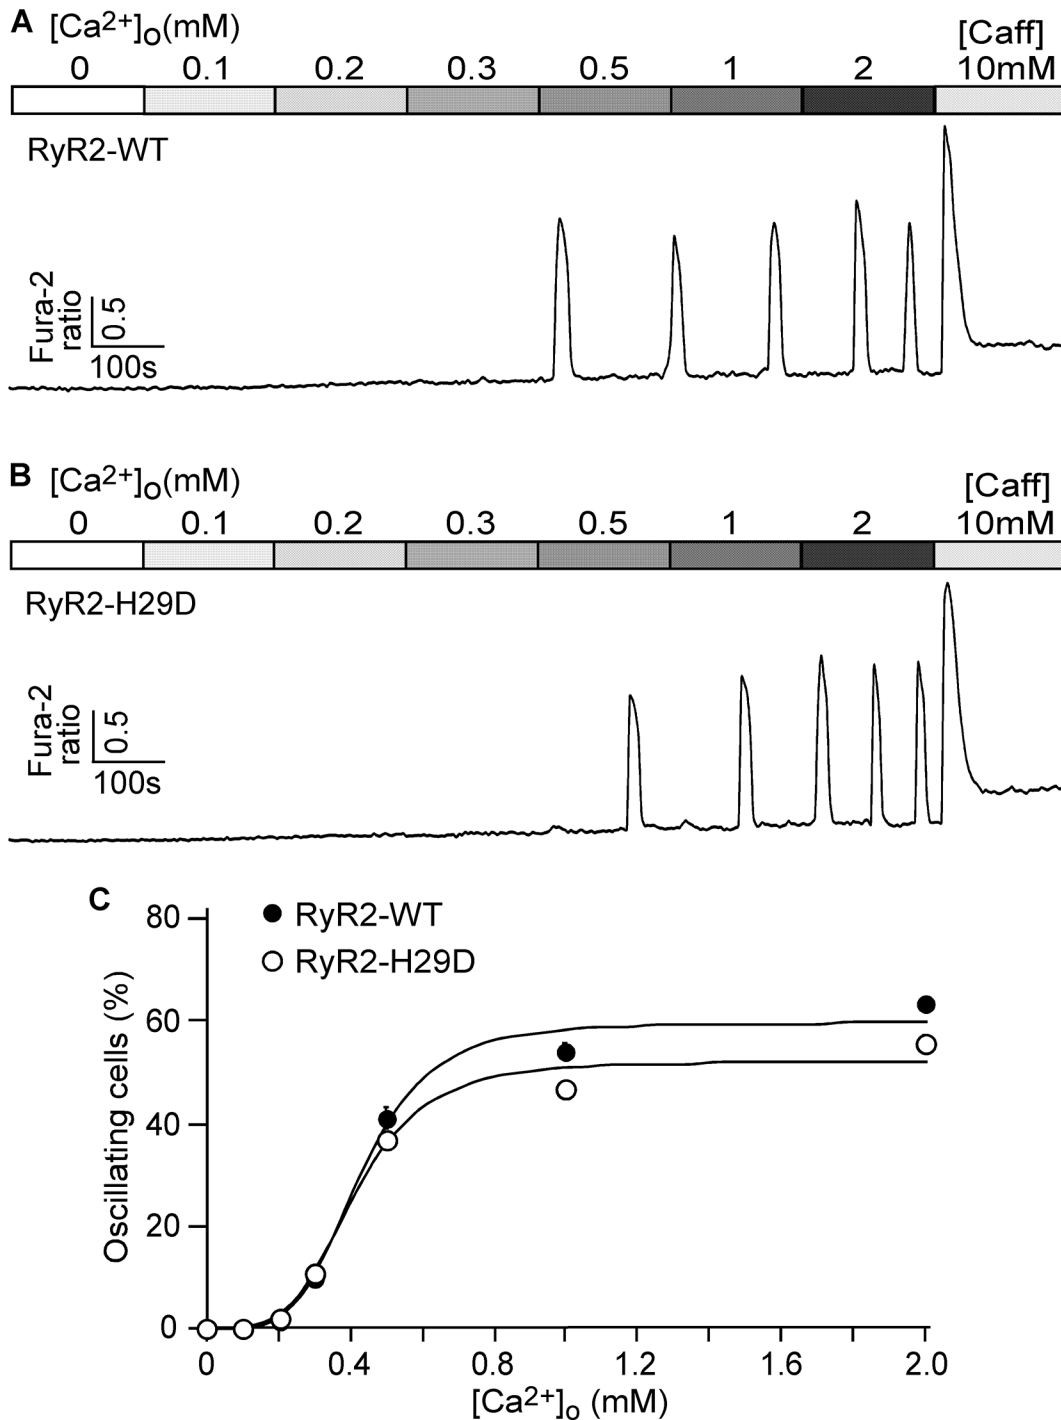 A [Ca2+]o(mM)
[Caff]
0 0.1 0.2 0.3 0.5 1 2 10mM
RyR2-WT
Fura-2
ratio
0.5
100s
B [Ca2+]o(mM)
[Caff]
0 0.1 0.2 0.3 0.5 1 2 10mM
RyR2-H29D
Fura-2
ratio
0.5
100s
C
RyR2-WT
RyR2-H29D
Oscillating cells (%)
80
60
40
20
0
0 0.4 0.8 1.2 1.6 2.0
[Ca2+]o (mM)